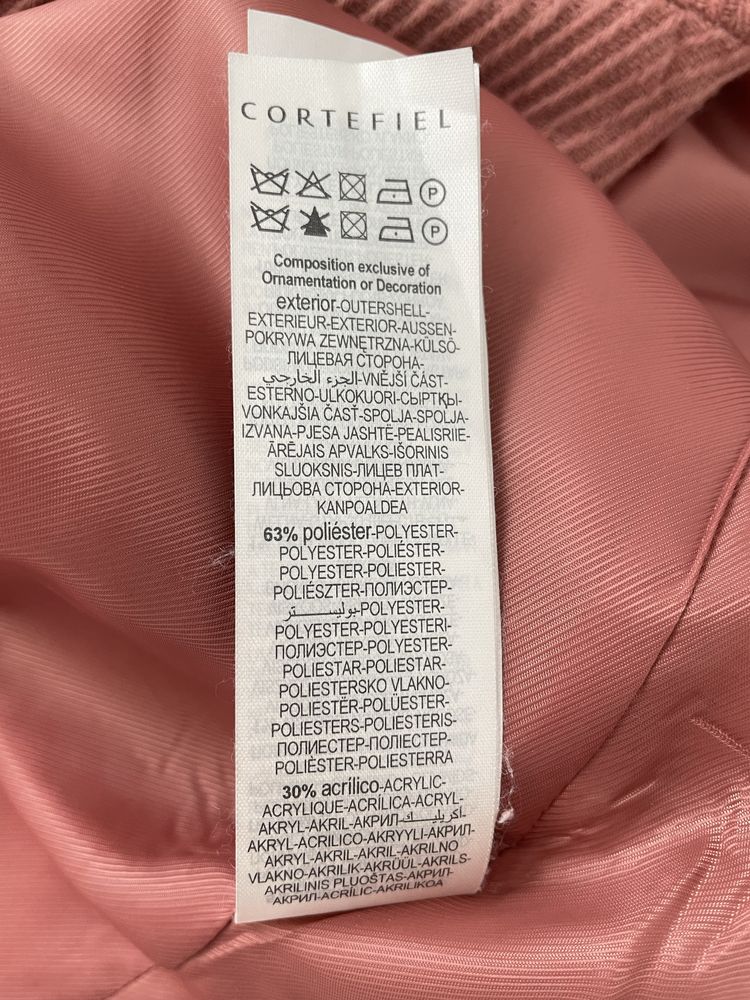 CORTEFIEL
P
P
Composition exclusive of
Ornamentation or Decoration
exterior-OUTERSHELL-
EXTERIEUR-EXTERIOR-AUSSEN-
POKRYWA ZEWNĘTRZNA-KÜLSÖ-
ЛИЦЕВАЯ СТОРОНА-
الجزء الخارجي-VNĚJŠÍ ČÁST-
ESTERNO-ULKOKUORI-СЫРТҚЫ-
VONKAJŠIA ČASŤ-SPOLJA-SPOLJA-
IZVANA-PJESA JASHTË-PEALISRIIE-
ĀRĒJAIS APVALKS-IŠORINIS
SLUOKSNIS-ЛИЦЕВ ПЛАТ-
ЛИЦЬОВА СТОРОНА-EXTERIOR-
KANPOALDEA
63% poliéster-POLYESTER-
POLYESTER-POLIÉSTER-
POLYESTER-POLIESTER-
POLIÉSZTER-ПОЛИЭСТЕР-
بوليستر-POLYESTER-
POLYESTER-POLYESTERI-
ПОЛИЭСТЕР-POLYESTER-
POLIESTAR-POLIESTAR-
POLIESTERSKO VLAKNO-
POLIESTËR-POLÜESTER-
POLIESTERS-POLIESTERIS-
ПОЛИЕСТЕР-ПОЛІЕСТЕР-
POLIÈSTER-POLIESTERRA
30% acrílico-ACRYLIC-
ACRYLIQUE-ACRÍLICA-ACRYL-
AKRYL-AKRIL-АКРИЛ-أكريليك-
AKRYL-ACRILICO-AKRYYLI-АКРИЛ-
AKRYL-AKRIL-AKRIL-AKRILNO
VLAKNO-AKRILIK-AKRÜÜL-AKRILS-
AKRILINIS PLUOŠTAS-АКРИЛ-
АКРИЛ-ACRÍLIC-AKRILIKOA